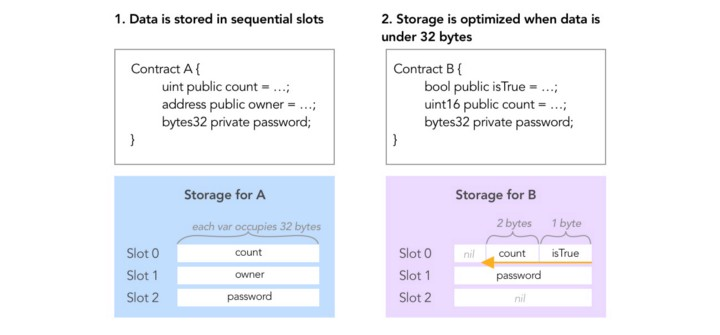 1. Data is stored in sequential slots
Contract A {
uint public count = ...;
address public owner = ...;
bytes32 private password;
}
Storage for A
each var occupies 32 bytes
Slot 0
count
Slot 1
owner
Slot 2
password
2. Storage is optimized when data is
under 32 bytes
Contract B {
bool public isTrue = ...;
uint16 public count = ...;
bytes32 private password;
}
Storage for B
2 bytes
1 byte
Slot 0
nil
count
isTrue
Slot 1
password
Slot 2
nil